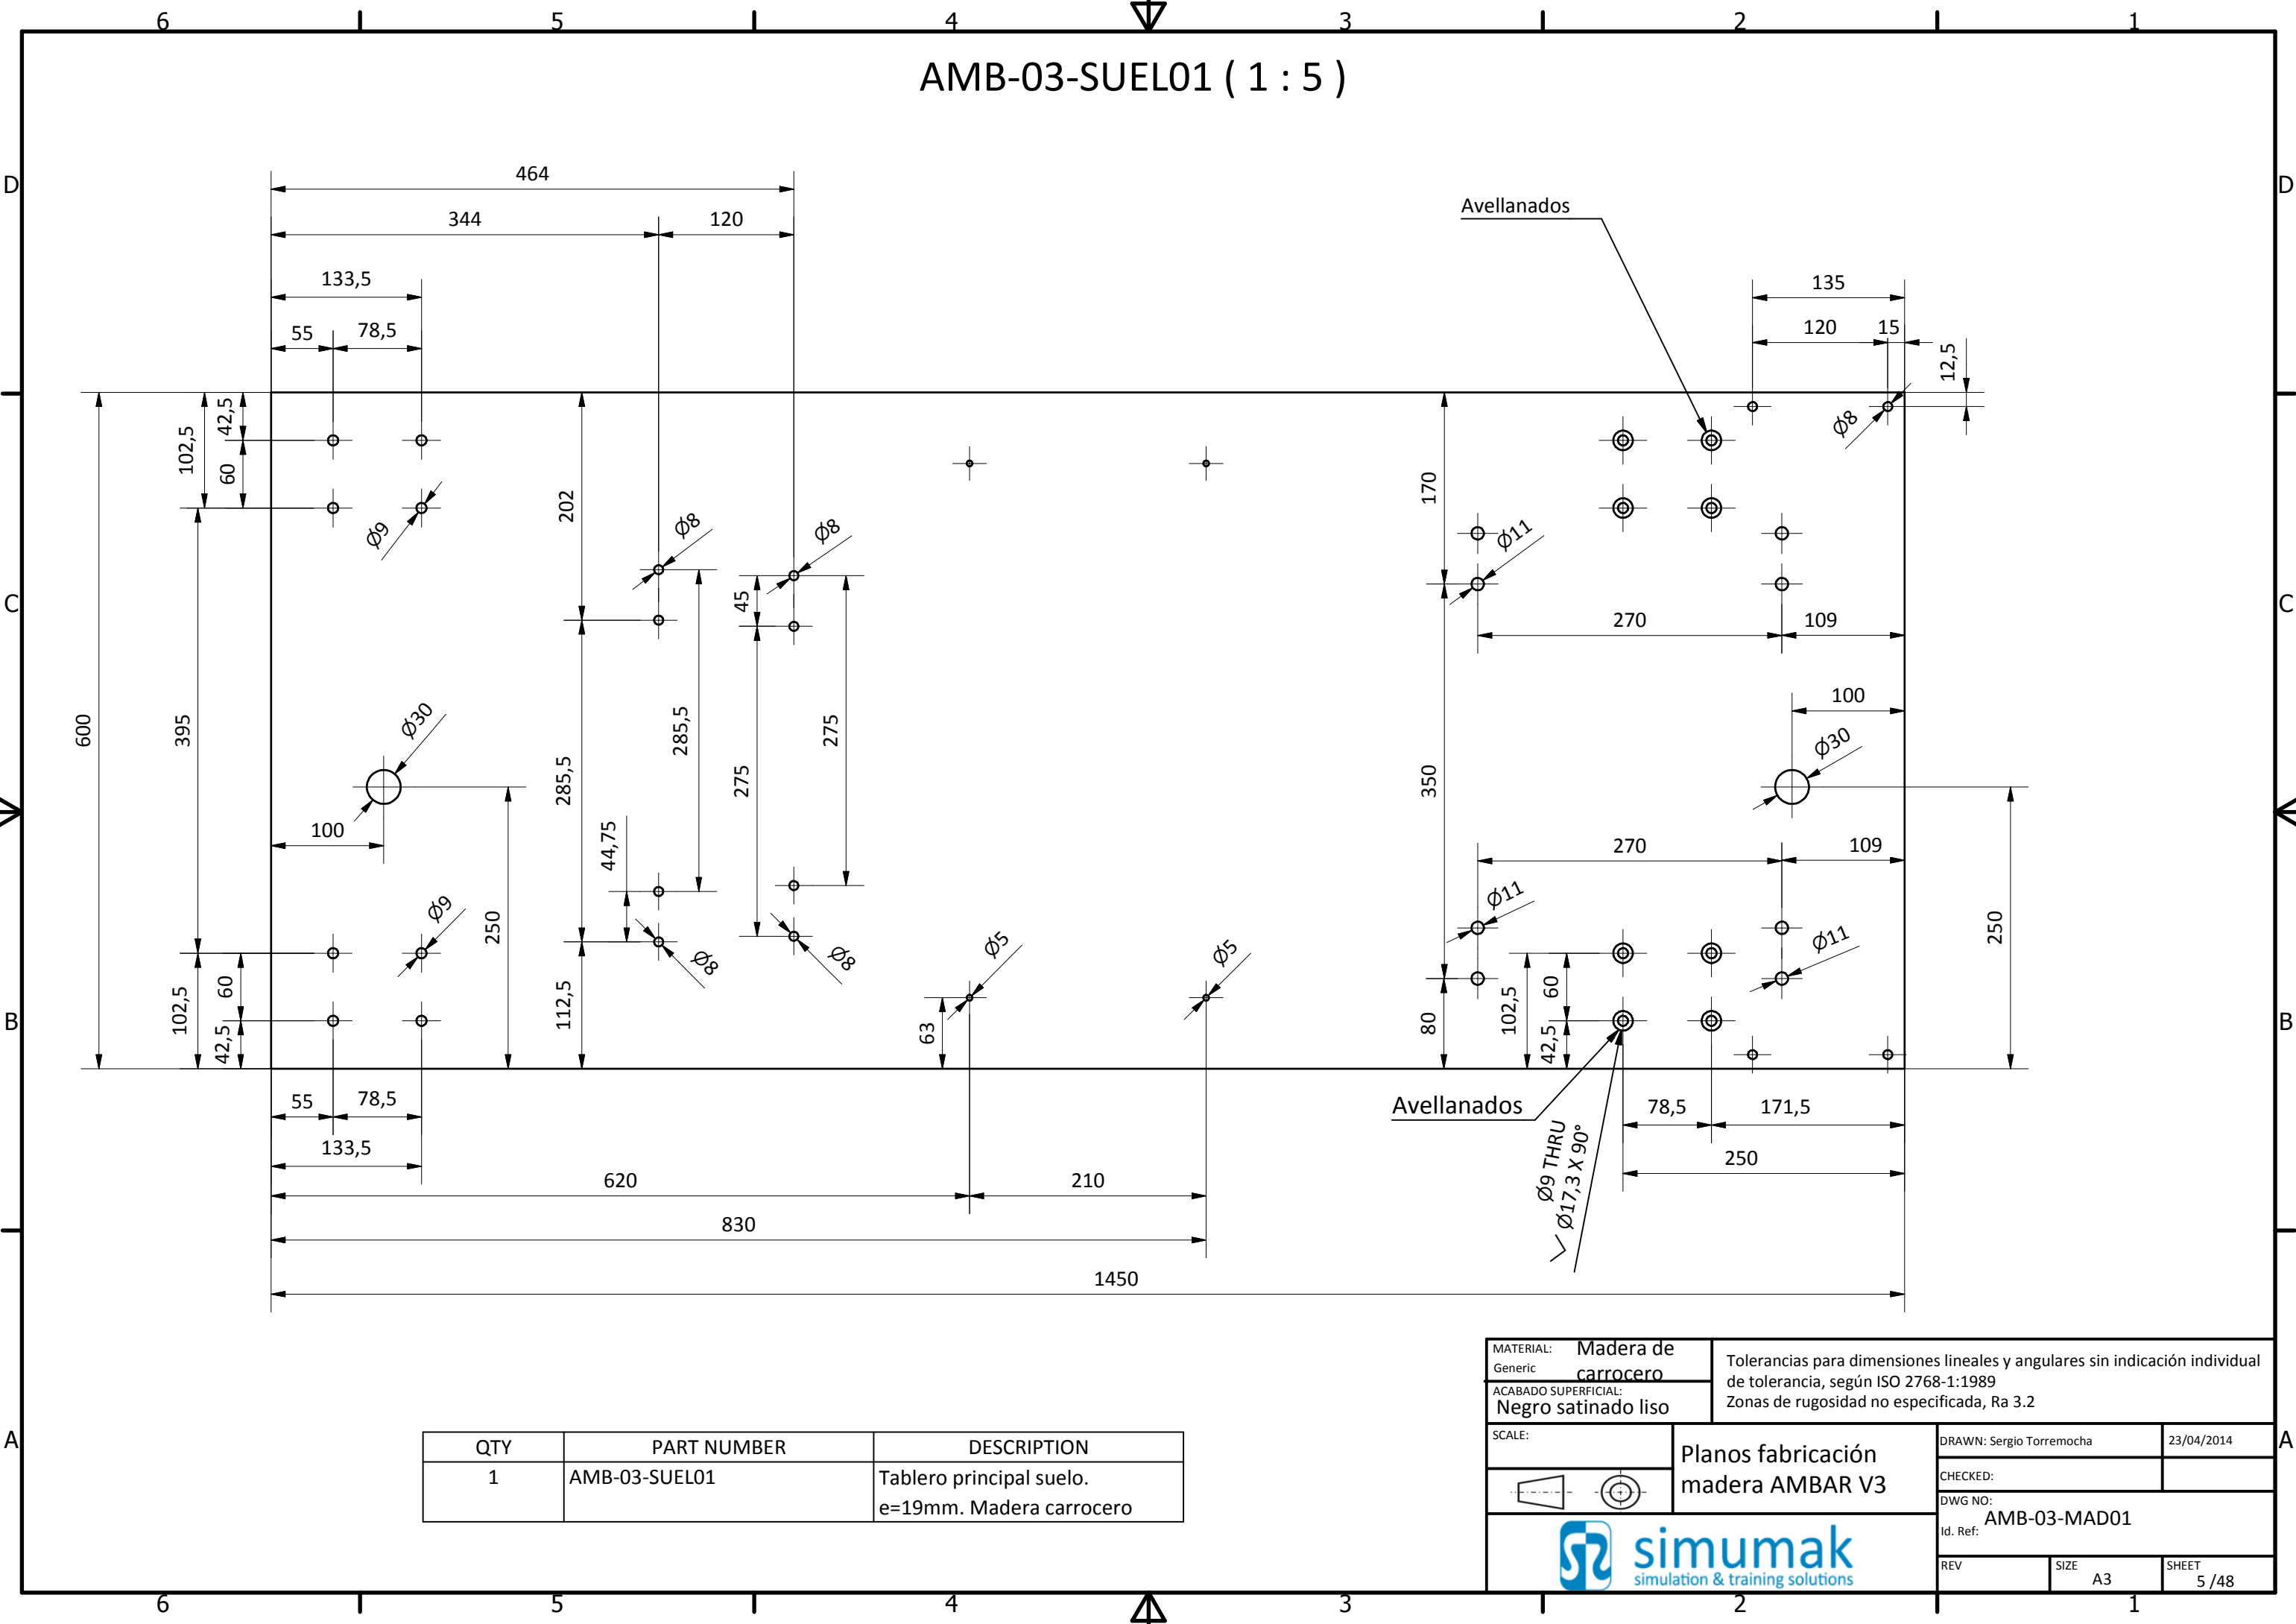 6 5 4 3 2 1
AMB-03-SUEL01 ( 1 : 5 )
D D
464
Avellanados
344 120
133,5 135
55 78,5 120 15
12,5
42,5
102,5
60
Ø8
170
202
Ø9
Ø8
Ø8
Ø11
C C
45
270 109
100
600
395
Ø30
285,5
275
Ø30
285,5
275
350
100
44,75
270 109
Ø9
250
Ø11
250
Ø8
Ø8
Ø5
Ø5
Ø11
60
102,5
42,5
112,5
63
80
102,5
60
42,5
B B
55 78,5
Avellanados
78,5 171,5
133,5
250
Ø9 THRU
Ø17,3 X 90°
620 210
830
1450
MATERIAL: Madera de
Generic carrocero
Tolerancias para dimensiones lineales y angulares sin indicación individual
de tolerancia, según ISO 2768-1:1989
Zonas de rugosidad no especificada, Ra 3.2
ACABADO SUPERFICIAL:
Negro satinado liso
A A
QTY PART NUMBER DESCRIPTION
1 AMB-03-SUEL01 Tablero principal suelo.
e=19mm. Madera carrocero
SCALE:
Planos fabricación
madera AMBAR V3
DRAWN: Sergio Torremocha 23/04/2014
CHECKED:
DWG NO:
Id. Ref: AMB-03-MAD01
simumak
simulation & training solutions
REV SIZE SHEET
A3 5 /48
6 5 4 3 2 1